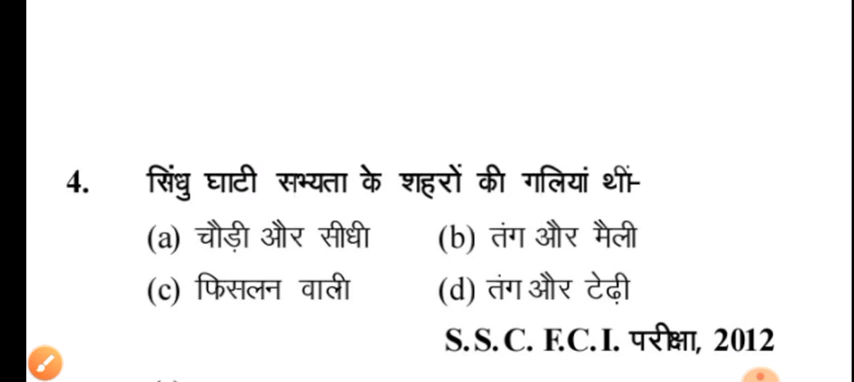 4. सिंधु घाटी सभ्यता के शहरों की गलियां थीं-
(a) चौड़ी और सीधी (b) तंग और मैली
(c) फिसलन वाली (d) तंग और टेढ़ी
S.S.C. F.C.I. परीक्षा, 2012